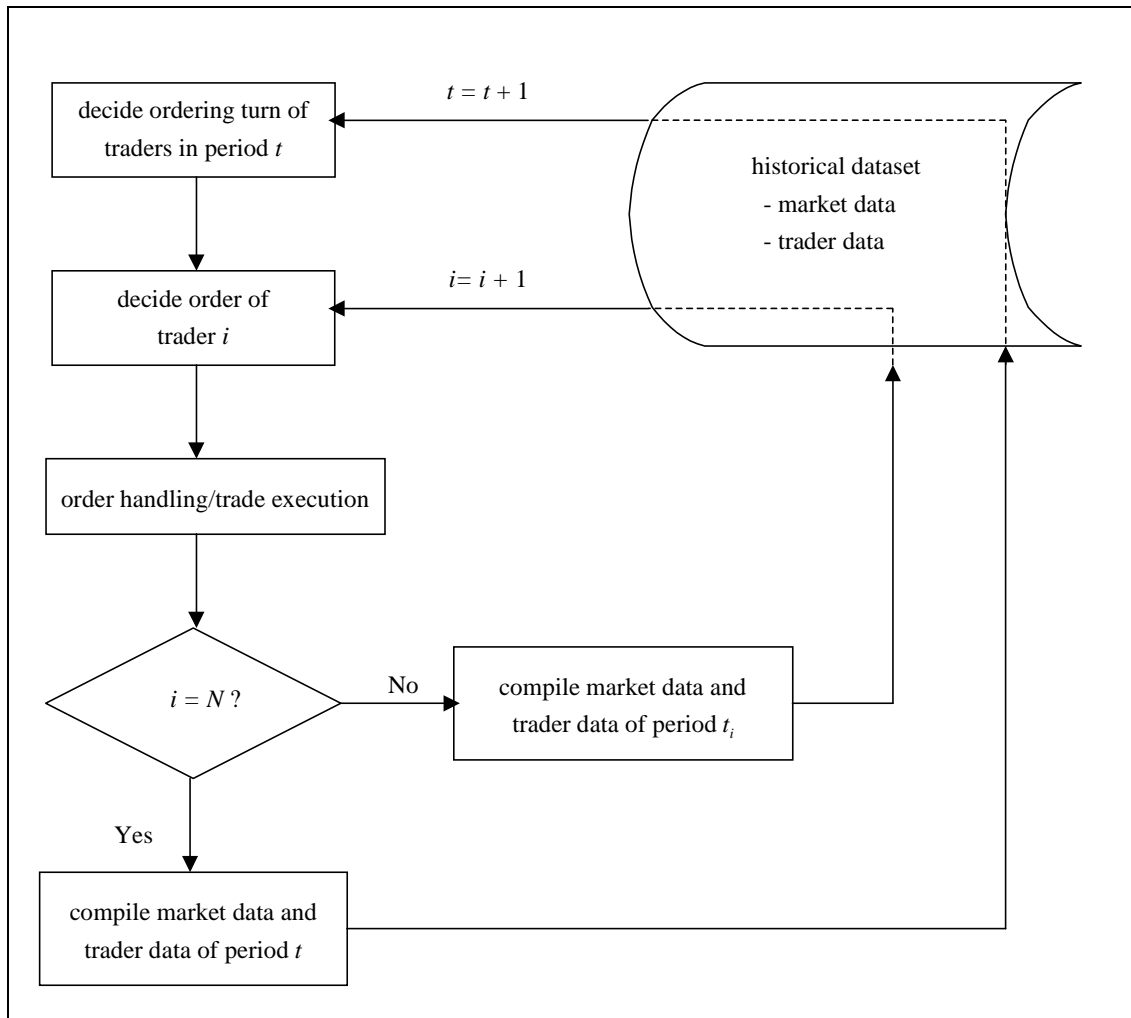 decide ordering turn of
traders in period t
t = t + 1
historical dataset
- market data
- trader data
decide order of
trader i
i= i + 1
order handling/trade execution
i = N ?
No
compile market data and
trader data of period tᵢ
Yes
compile market data and
trader data of period t